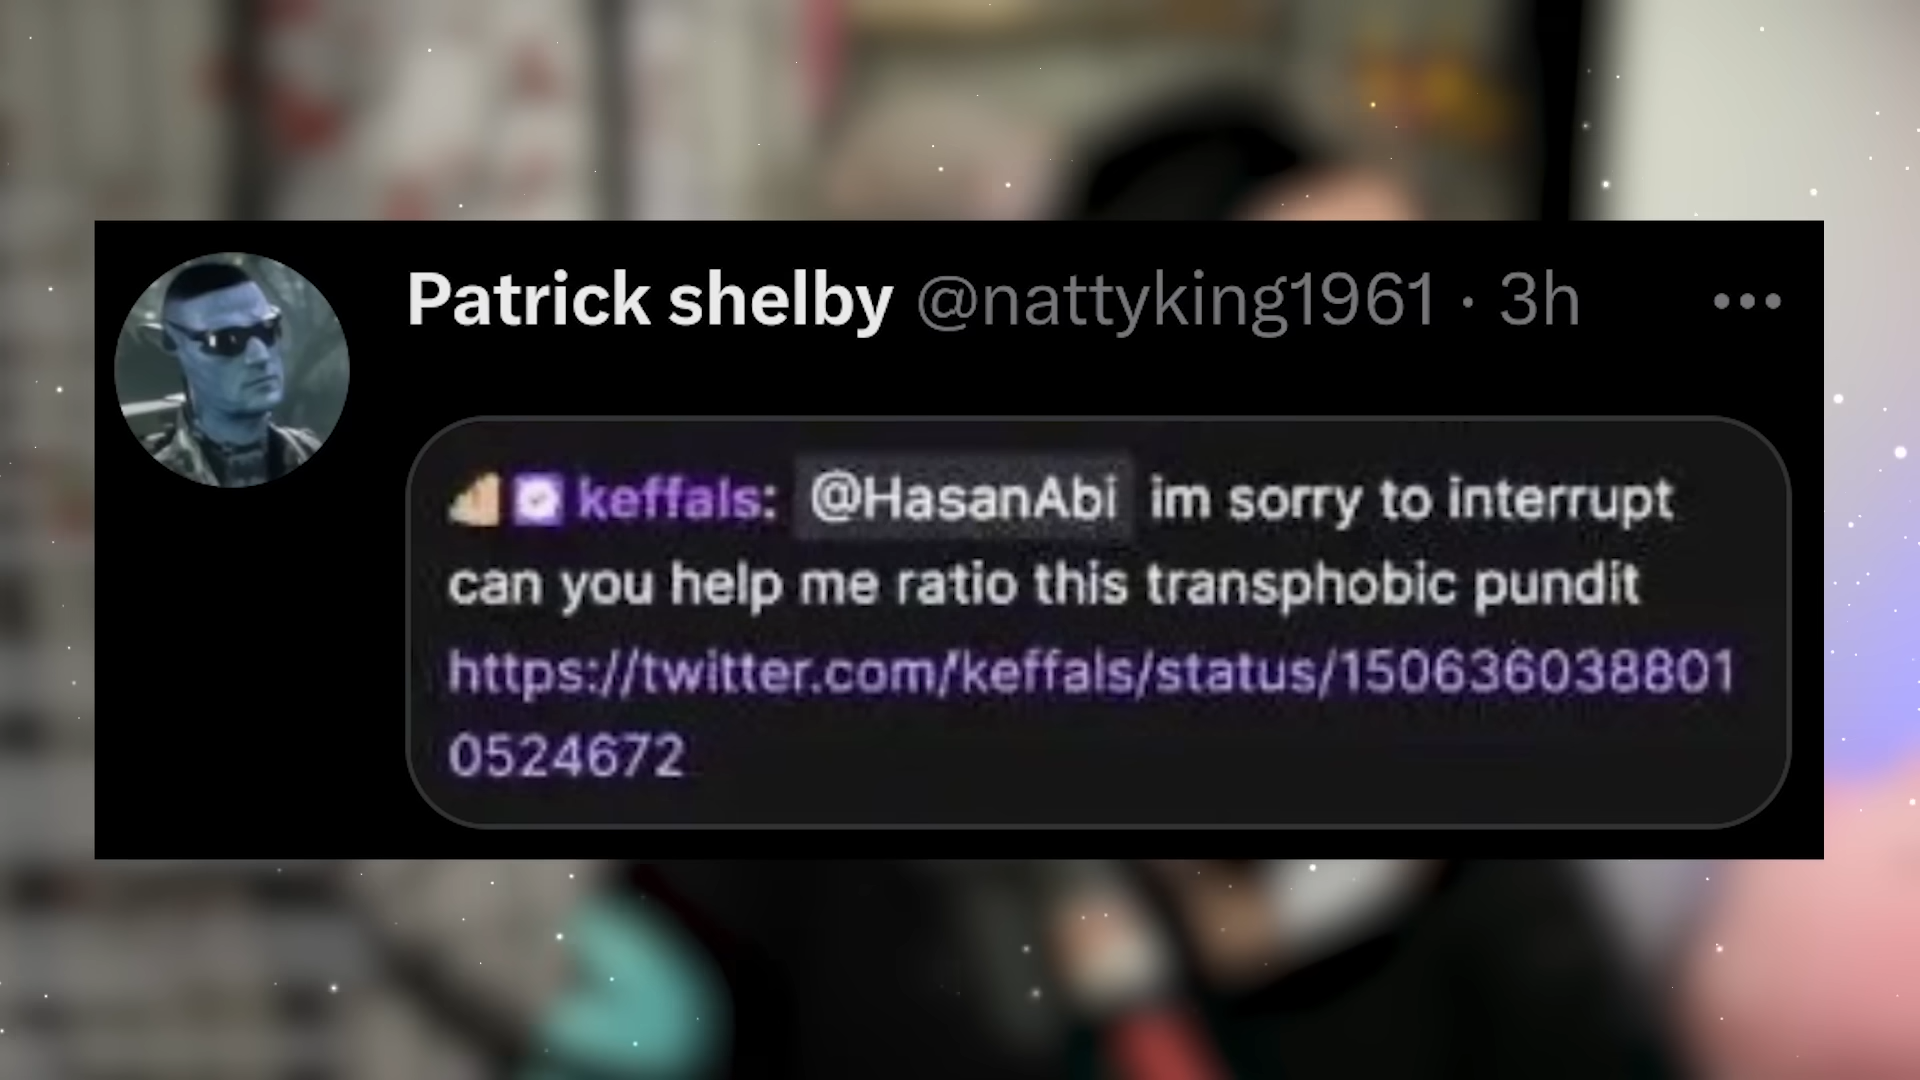 Patrick shelby @nattyking1961 · 3h
keffals: @HasanAbi im sorry to interrupt
can you help me ratio this transphobic pundit
https://twitter.com/keffals/status/150636038801
0524672